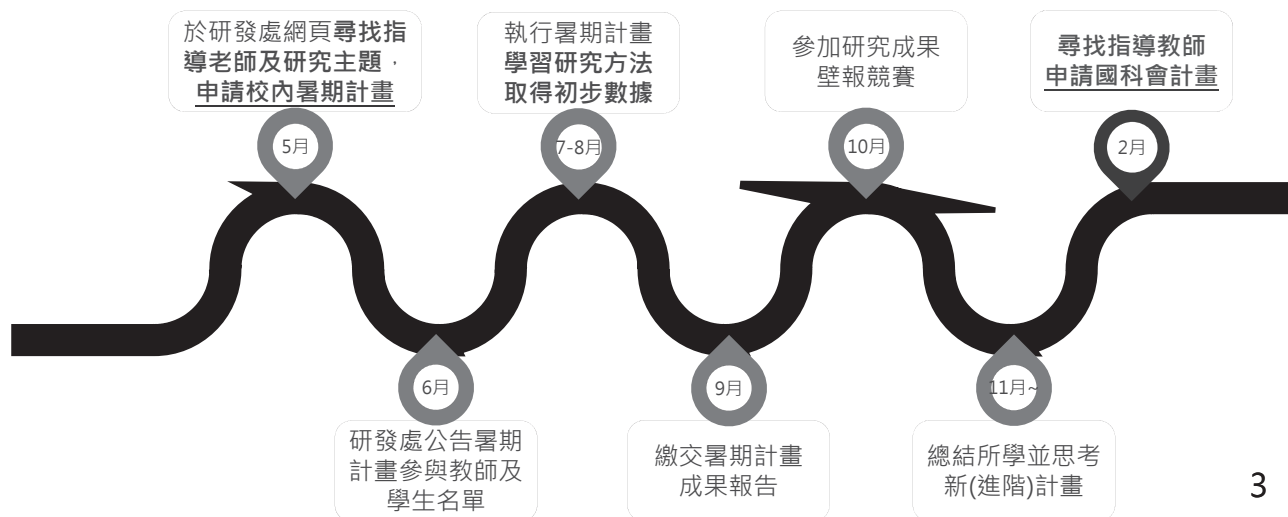 於研發處網頁尋找指
導老師及研究主題，
申請校內暑期計畫
5月
6月
研發處公告暑期
計畫參與教師及
學生名單
執行暑期計畫
學習研究方法
取得初步數據
7-8月
9月
繳交暑期計畫
成果報告
參加研究成果
壁報競賽
10月
11月~
總結所學並思考
新(進階)計畫
尋找指導教師
申請國科會計畫
2月
3